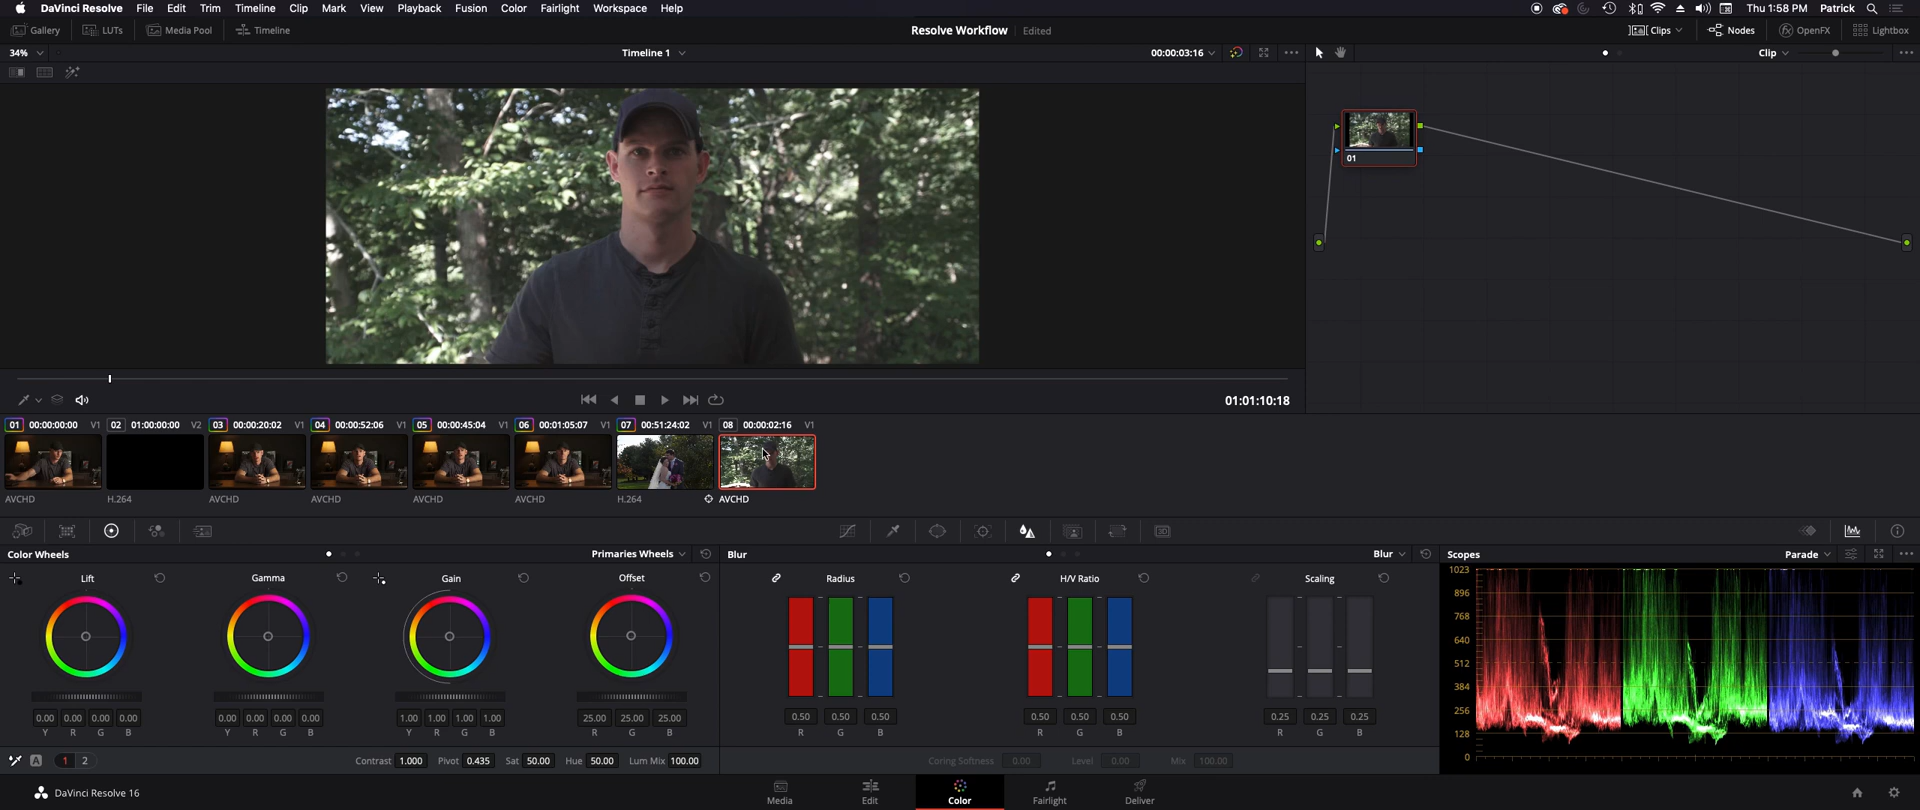 DaVinci Resolve File Edit Trim Timeline Clip Mark View Playback Fusion Color Fairlight Workspace Help Thu 1:58 PM Patrick
Gallery LUTs Media Pool Timeline Resolve Workflow Edited Clips Nodes OpenFX Lightbox
34% Timeline 1 00:00:03:16 Clip
01
01:01:10:18
01 00:00:00:00 V1 02 01:00:00:00 V2 03 00:00:20:02 V1 04 00:00:52:06 V1 05 00:00:45:04 V1 06 00:01:05:07 V1 07 00:51:24:02 V1 08 00:00:02:16 V1
AVCHD H.264 AVCHD AVCHD AVCHD AVCHD H.264 AVCHD
Color Wheels Primaries Wheels Blur Blur Scopes Parade
Lift Gamma Gain Offset Radius H/V Ratio Scaling
1023
896
768
640
512
384
256
128
0
0.00 0.00 0.00 0.00 0.00 0.00 0.00 0.00 1.00 1.00 1.00 1.00 25.00 25.00 25.00 0.50 0.50 0.50 0.50 0.50 0.50 0.25 0.25 0.25
Y R G B Y R G B Y R G B R G B R G B R G B R G B
A 1 2 Contrast 1.000 Pivot 0.435 Sat 50.00 Hue 50.00 Lum Mix 100.00 Coring Softness 0.00 Level 0.00 Mix 100.00
DaVinci Resolve 16 Media Edit Color Fairlight Deliver